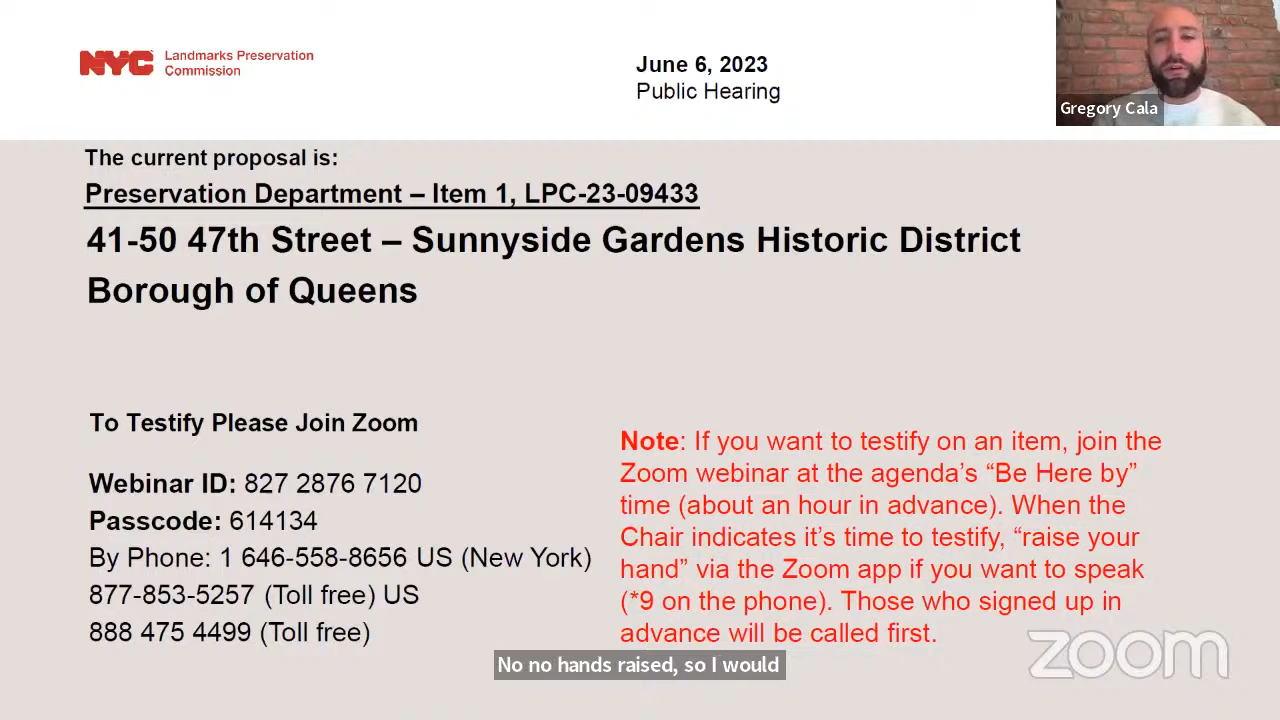 NYC Landmarks Preservation
Commission
June 6, 2023
Public Hearing
Gregory Cala
The current proposal is:
Preservation Department – Item 1, LPC-23-09433
41-50 47th Street – Sunnyside Gardens Historic District
Borough of Queens
To Testify Please Join Zoom
Webinar ID: 827 2876 7120
Passcode: 614134
By Phone: 1 646-558-8656 US (New York)
877-853-5257 (Toll free) US
888 475 4499 (Toll free)
Note: If you want to testify on an item, join the
Zoom webinar at the agenda’s “Be Here by”
time (about an hour in advance). When the
Chair indicates it’s time to testify, “raise your
hand” via the Zoom app if you want to speak
(*9 on the phone). Those who signed up in
advance will be called first.
No no hands raised, so I would
zoom